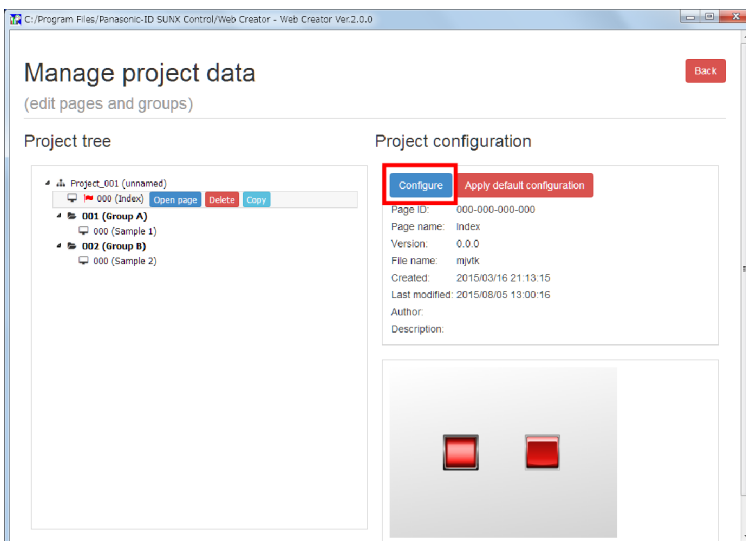 C:/Program Files/Panasonic-ID SUNX Control/Web Creator - Web Creator Ver.2.0.0
Manage project data
Back
(edit pages and groups)
Project tree
Project configuration
Project_001 (unnamed)
000 (Index) Open page Delete Copy
001 (Group A)
000 (Sample 1)
002 (Group B)
000 (Sample 2)
Configure Apply default configuration
Page ID: 000-000-000-000
Page name: Index
Version: 0.0.0
File name: mjvtk
Created: 2015/03/16 21:13:15
Last modified: 2015/08/05 13:00:16
Author:
Description: